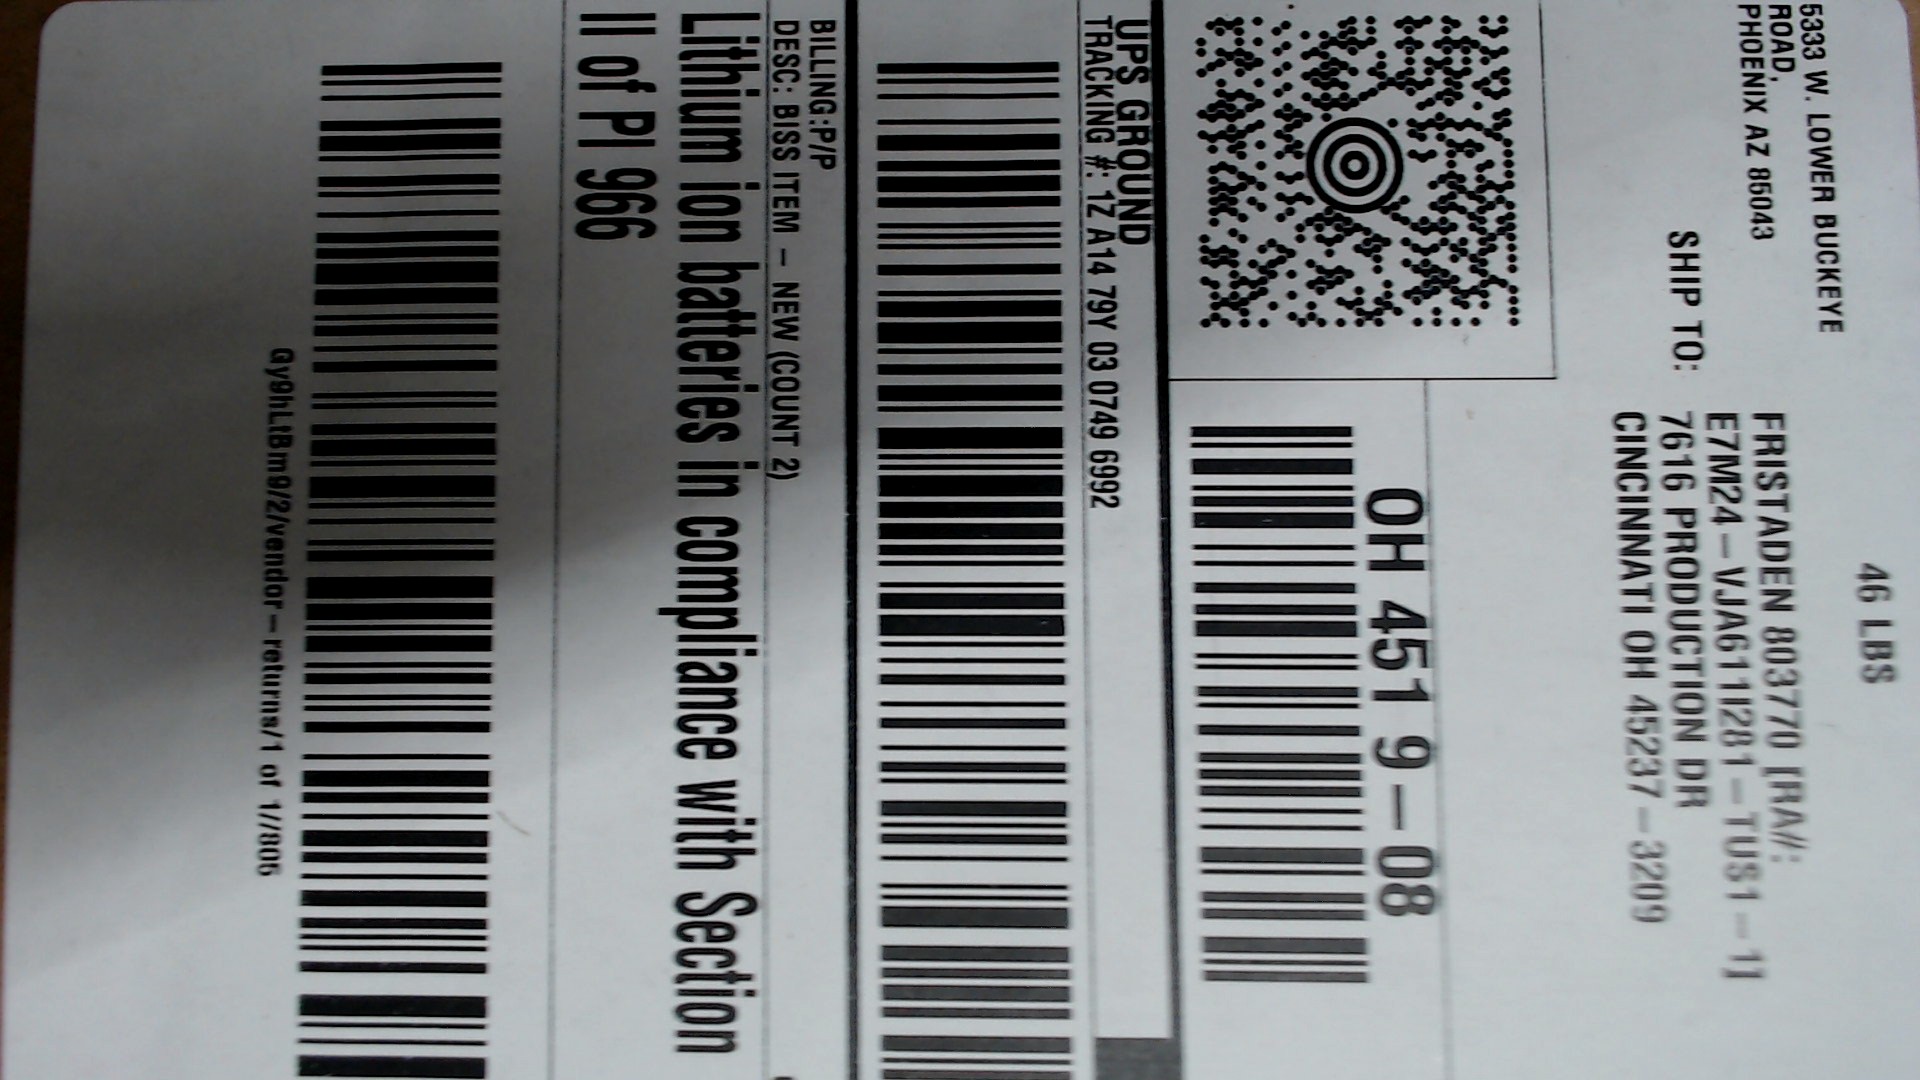 46 LBS
5333 W. LOWER BUCKEYE
ROAD,
PHOENIX AZ 85043
SHIP TO:
FRISTADEN 803770 [RA#:
E7M24-VJA611I281-TUS1-1]
7616 PRODUCTION DR
CINCINNATI OH 45237-3209
OH 451 9-08
UPS GROUND
TRACKING #: 1Z A14 79Y 03 0749 6992
BILLING:P/P
DESC: BISS ITEM - NEW (COUNT 2)
Lithium ion batteries in compliance with Section
II of PI 966
Gy9hLtBm9/2/vendor-returns/1 of 1//806